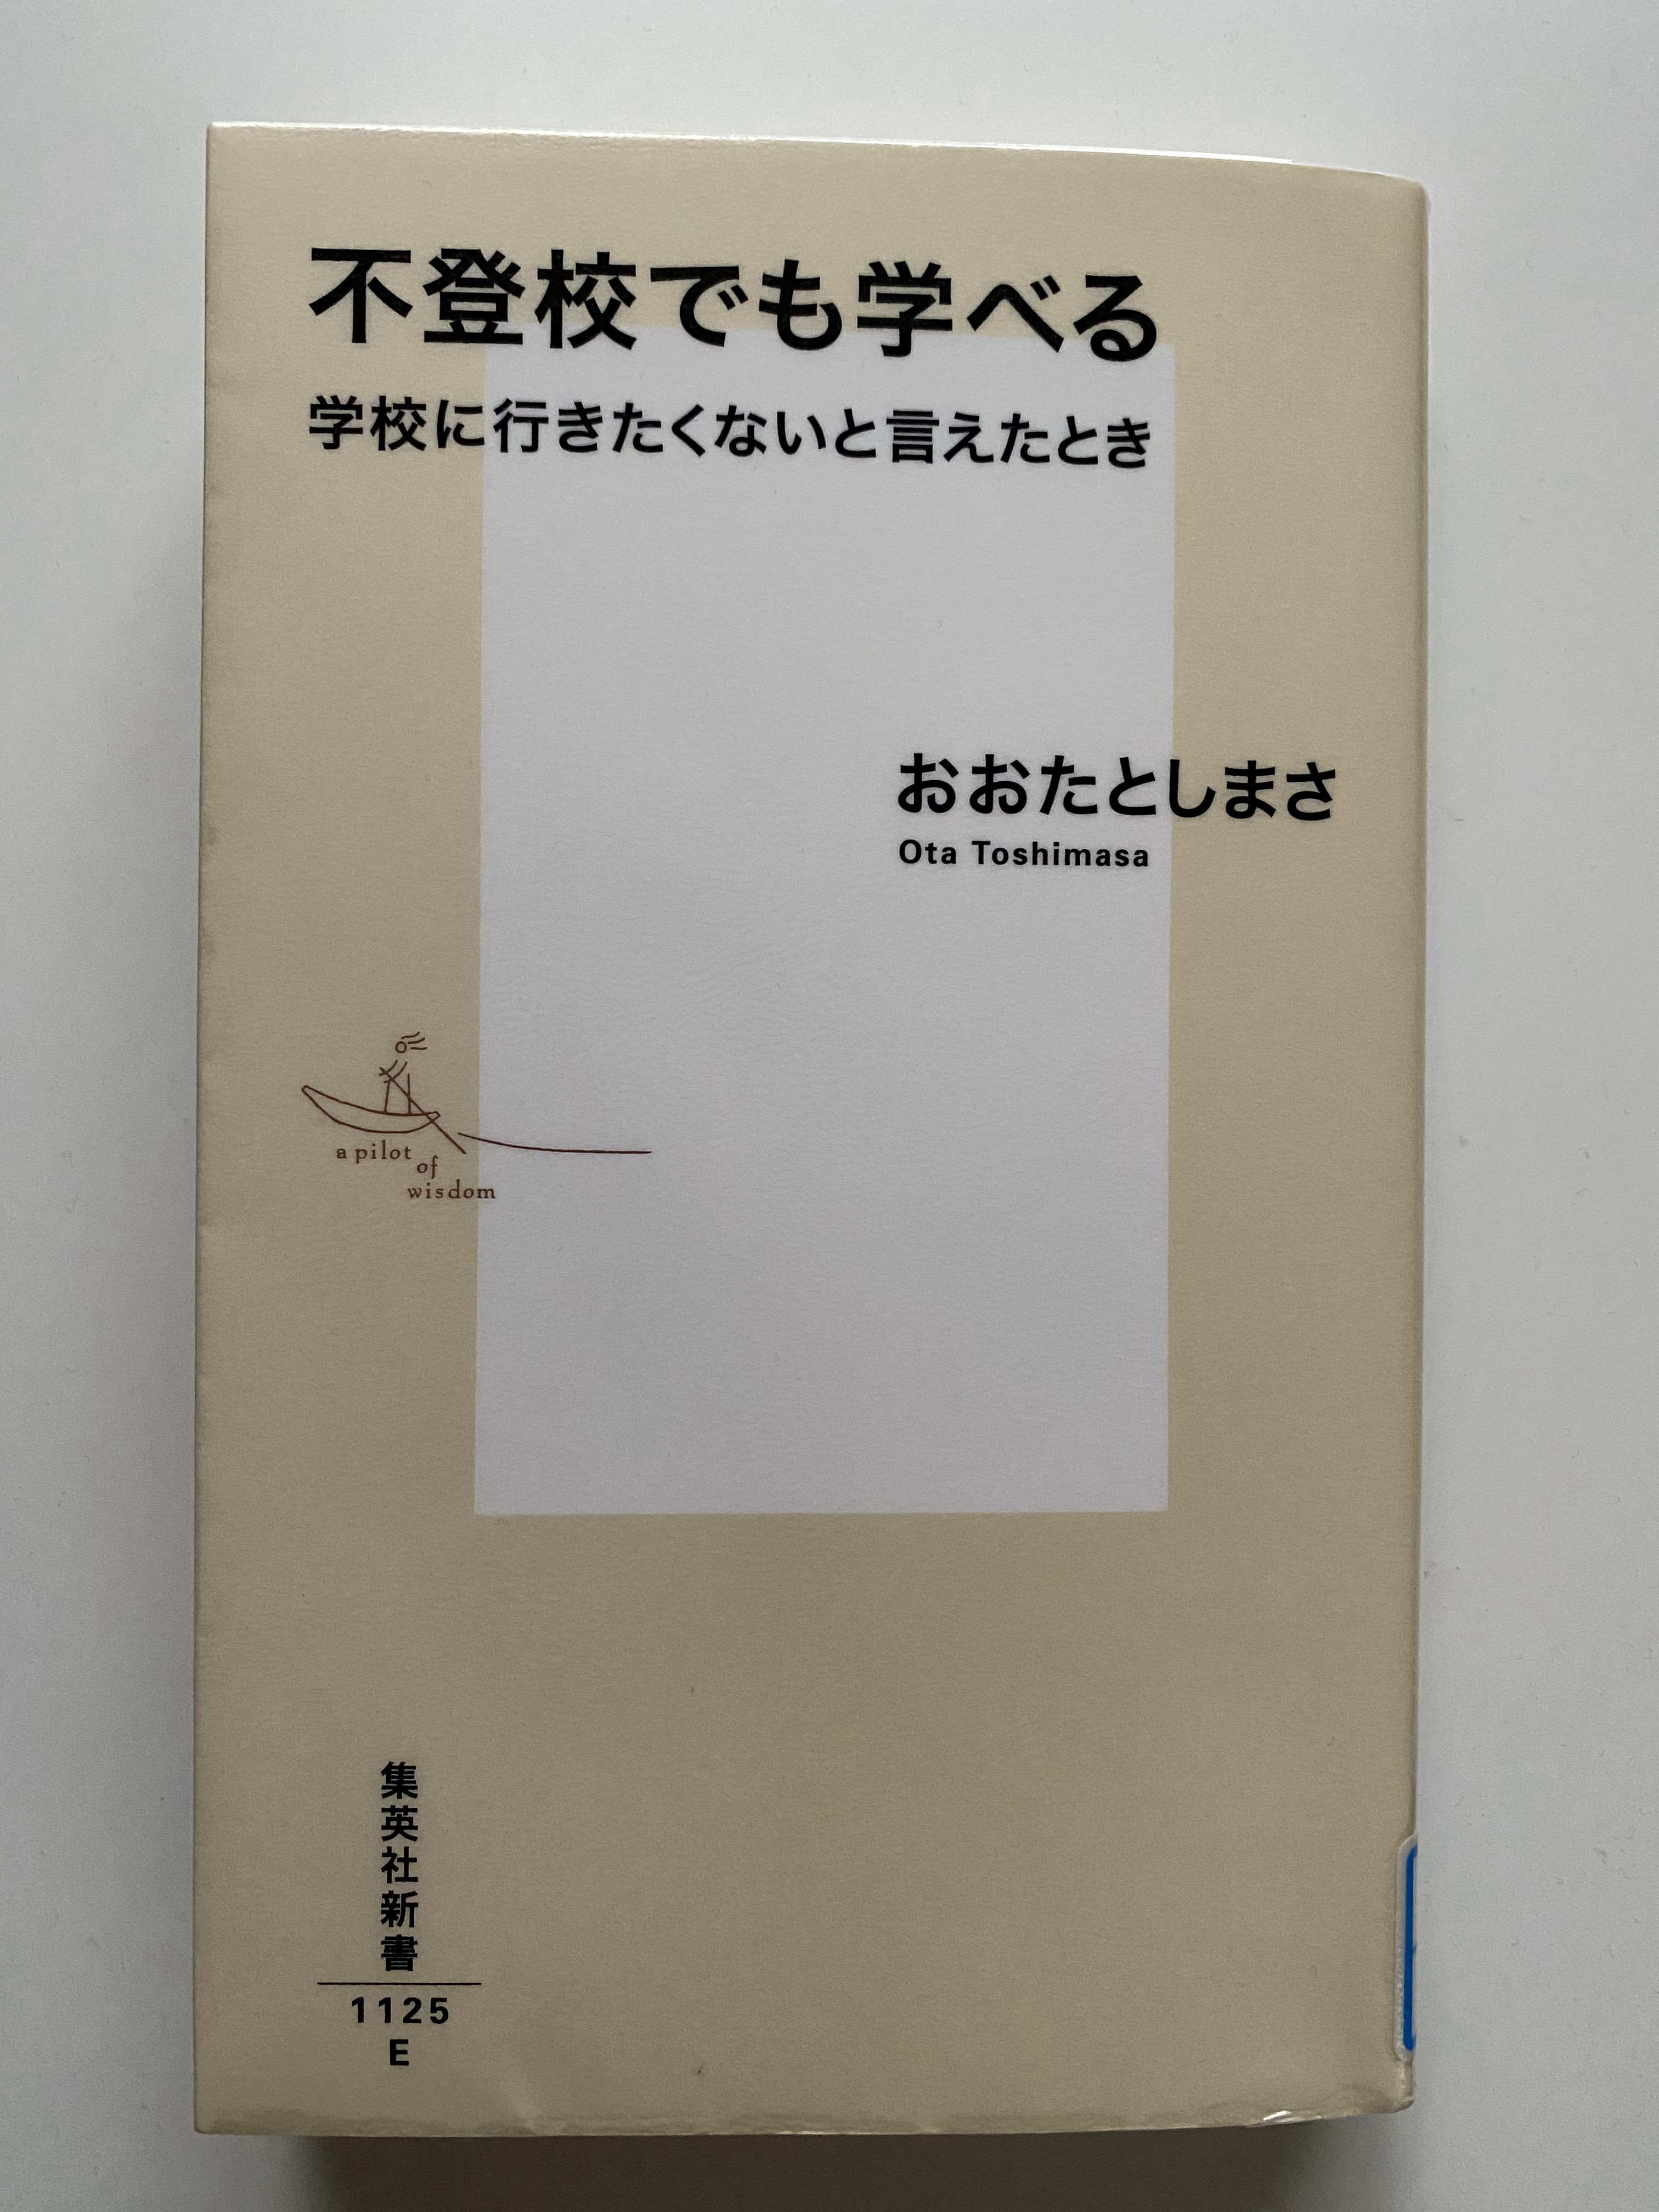 不登校でも学べる
学校に行きたくないと言えたとき
おおたとしまさ
Ota Toshimasa
a pilot
of
wisdom
集英社新書
1125
E